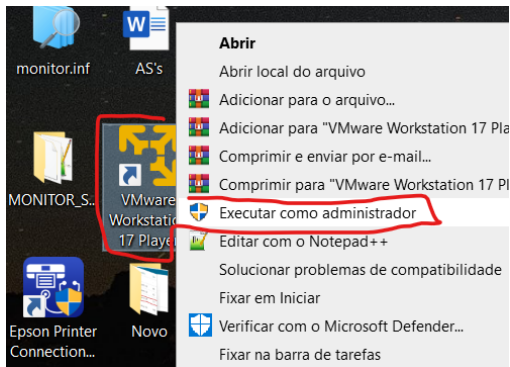 monitor.inf
AS's
MONITOR_S...
VMware
Workstation
17 Player
Epson Printer
Connection...
Novo
Abrir
Abrir local do arquivo
Adicionar para o arquivo...
Adicionar para "VMware Workstation 17 Pla
Comprimir e enviar por e-mail...
Comprimir para "VMware Workstation 17 Pl
Executar como administrador
Editar com o Notepad++
Solucionar problemas de compatibilidade
Fixar em Iniciar
Verificar com o Microsoft Defender...
Fixar na barra de tarefas